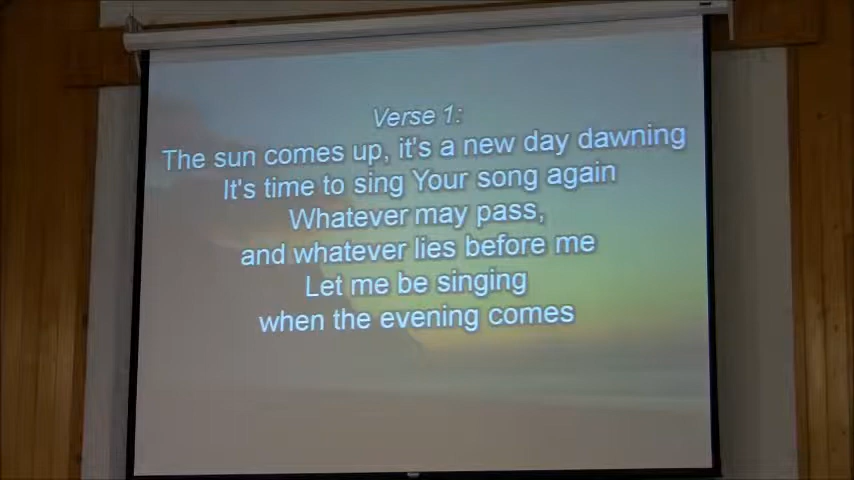 Verse 1:
The sun comes up, it's a new day dawning
It's time to sing Your song again
Whatever may pass,
and whatever lies before me
Let me be singing
when the evening comes